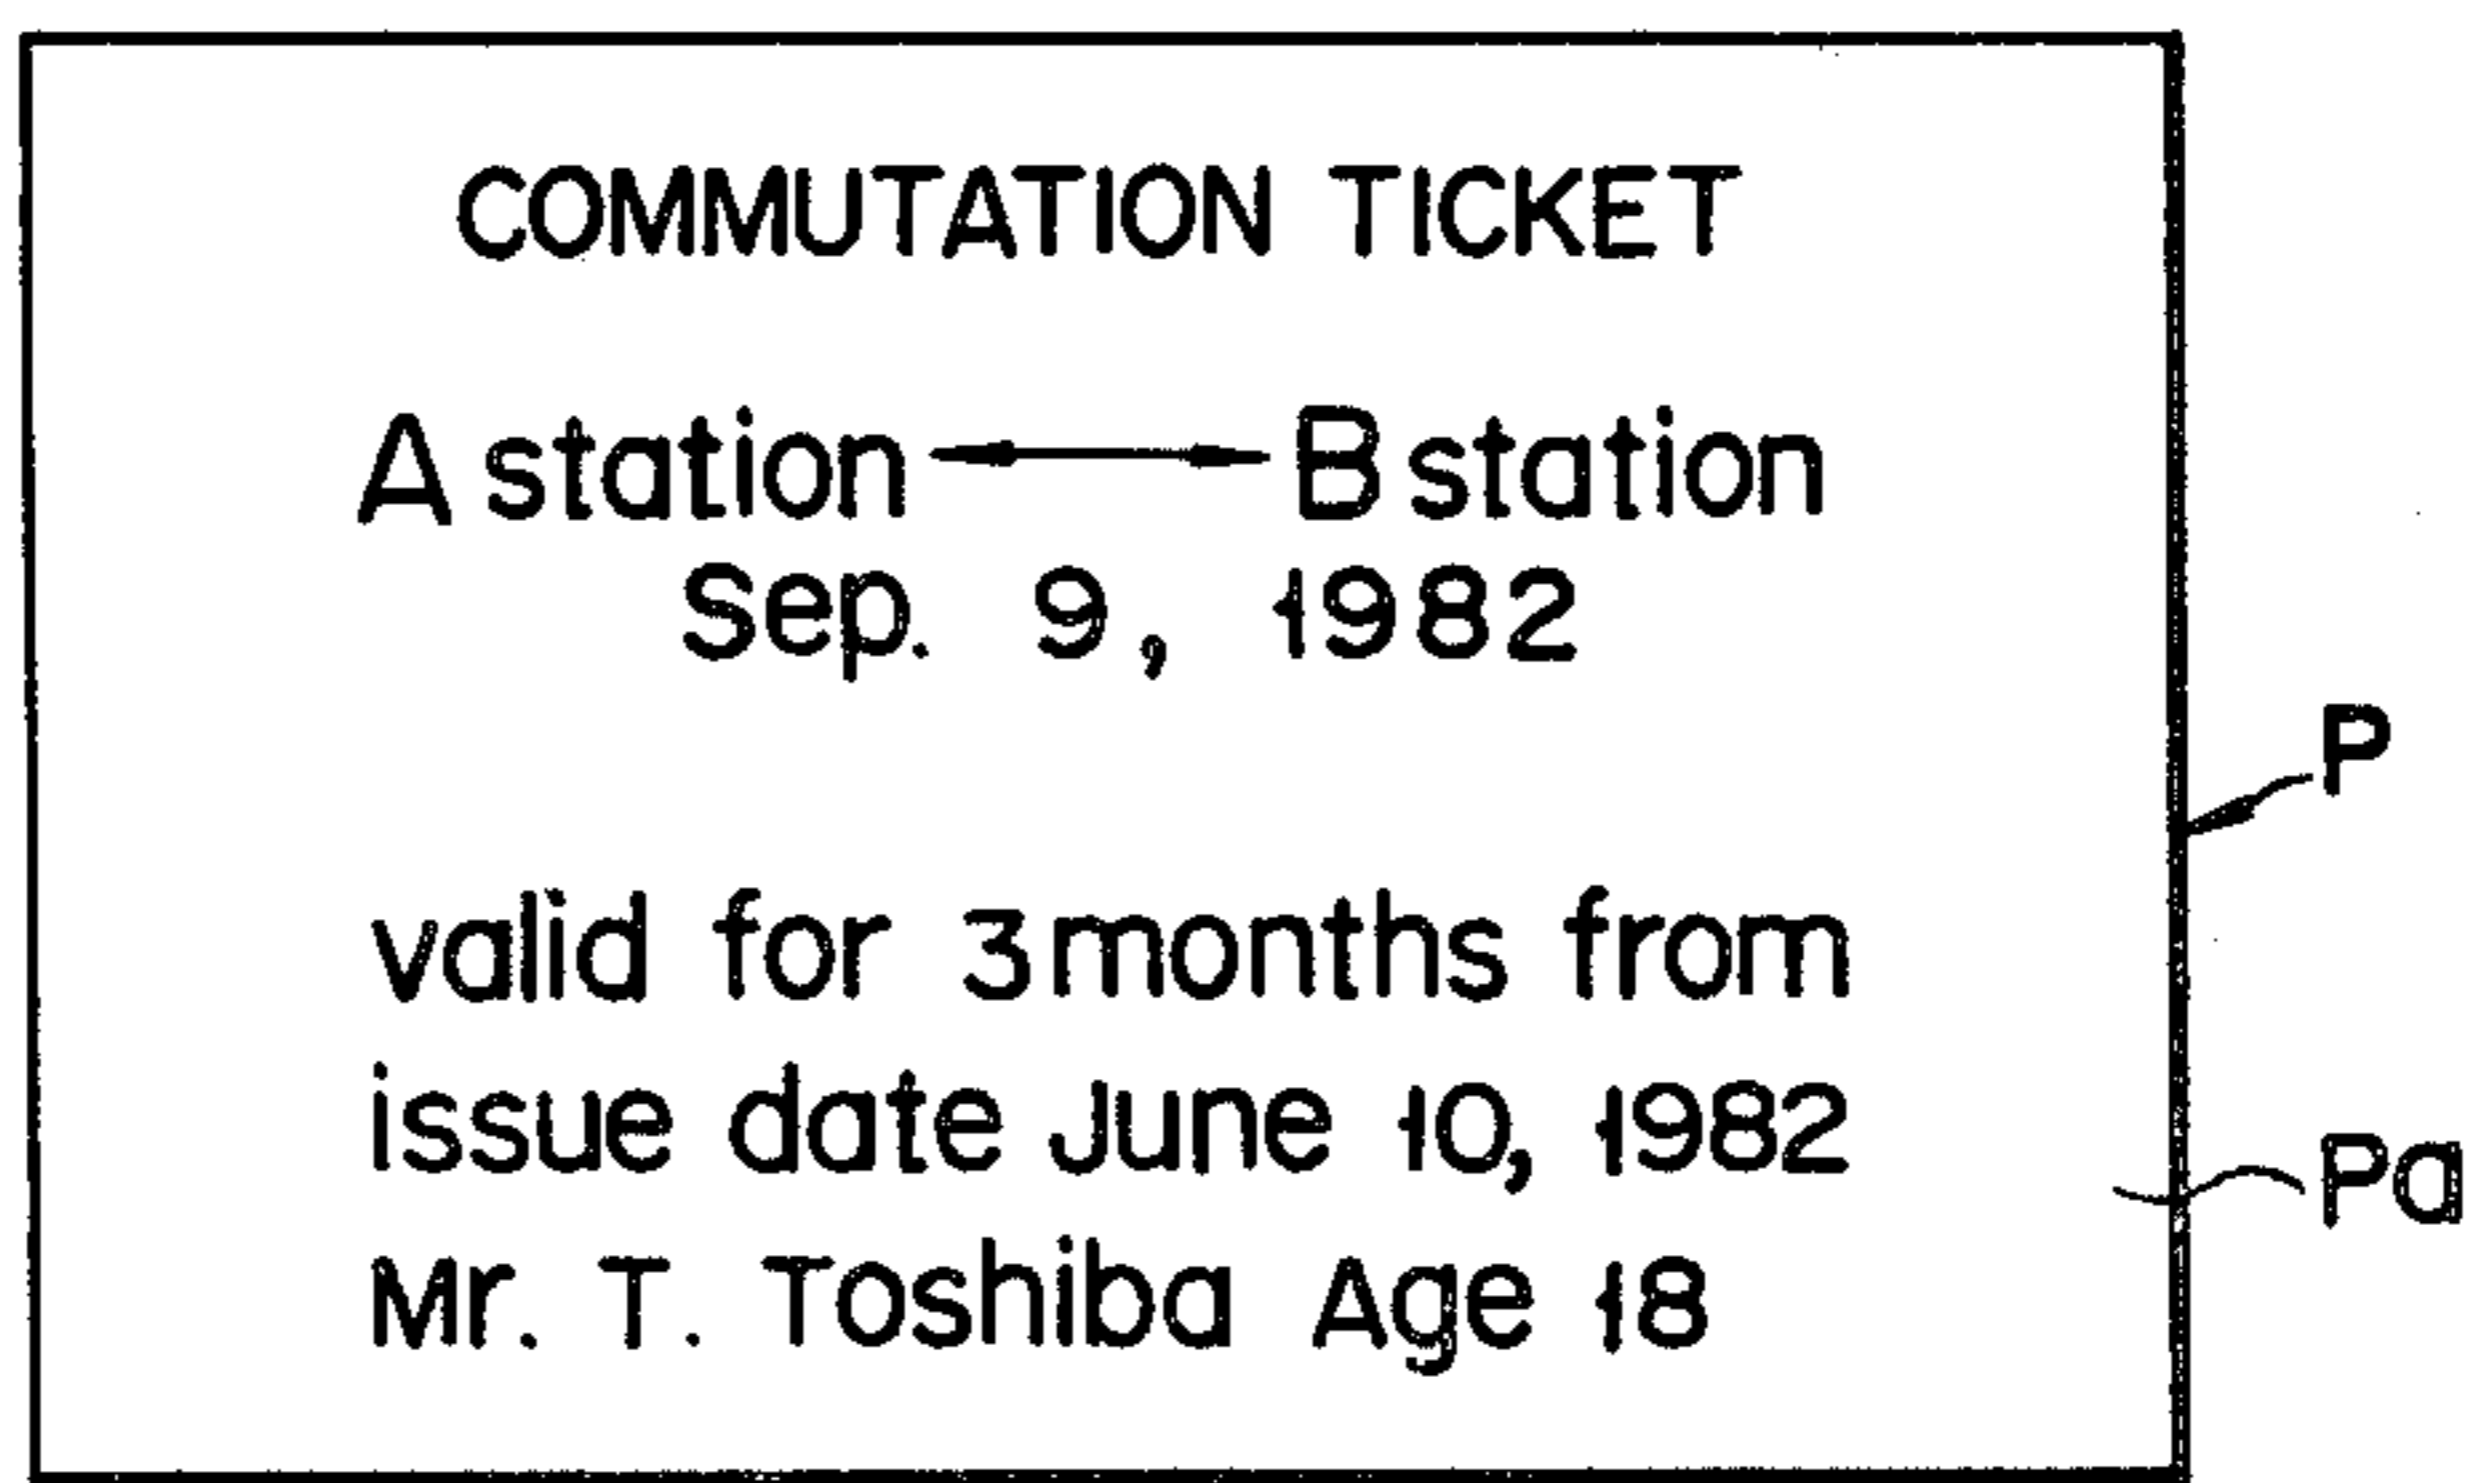 COMMUTATION TICKET
A station ⟷ B station
Sep. 9, 1982
P
valid for 3 months from
issue date June 10, 1982
Pa
Mr. T. Toshiba Age 18